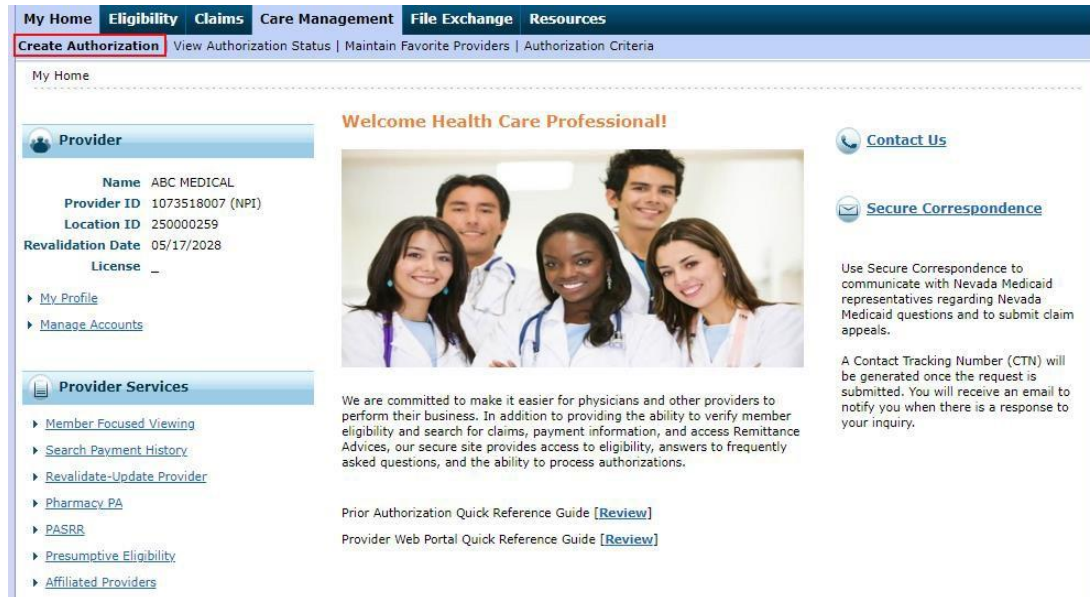 My Home Eligibility Claims Care Management File Exchange Resources
Create Authorization View Authorization Status | Maintain Favorite Providers | Authorization Criteria
My Home
Provider
Name ABC MEDICAL
Provider ID 1073518007 (NPI)
Location ID 250000259
Revalidation Date 05/17/2028
License _
My Profile
Manage Accounts
Provider Services
Member Focused Viewing
Search Payment History
Revalidate-Update Provider
Pharmacy PA
PASRR
Presumptive Eligibility
Affiliated Providers
Welcome Health Care Professional!
We are committed to make it easier for physicians and other providers to
perform their business. In addition to providing the ability to verify member
eligibility and search for claims, payment information, and access Remittance
Advices, our secure site provides access to eligibility, answers to frequently
asked questions, and the ability to process authorizations.
Prior Authorization Quick Reference Guide [Review]
Provider Web Portal Quick Reference Guide [Review]
Contact Us
Secure Correspondence
Use Secure Correspondence to
communicate with Nevada Medicaid
representatives regarding Nevada
Medicaid questions and to submit claim
appeals.
A Contact Tracking Number (CTN) will
be generated once the request is
submitted. You will receive an email to
notify you when there is a response to
your inquiry.